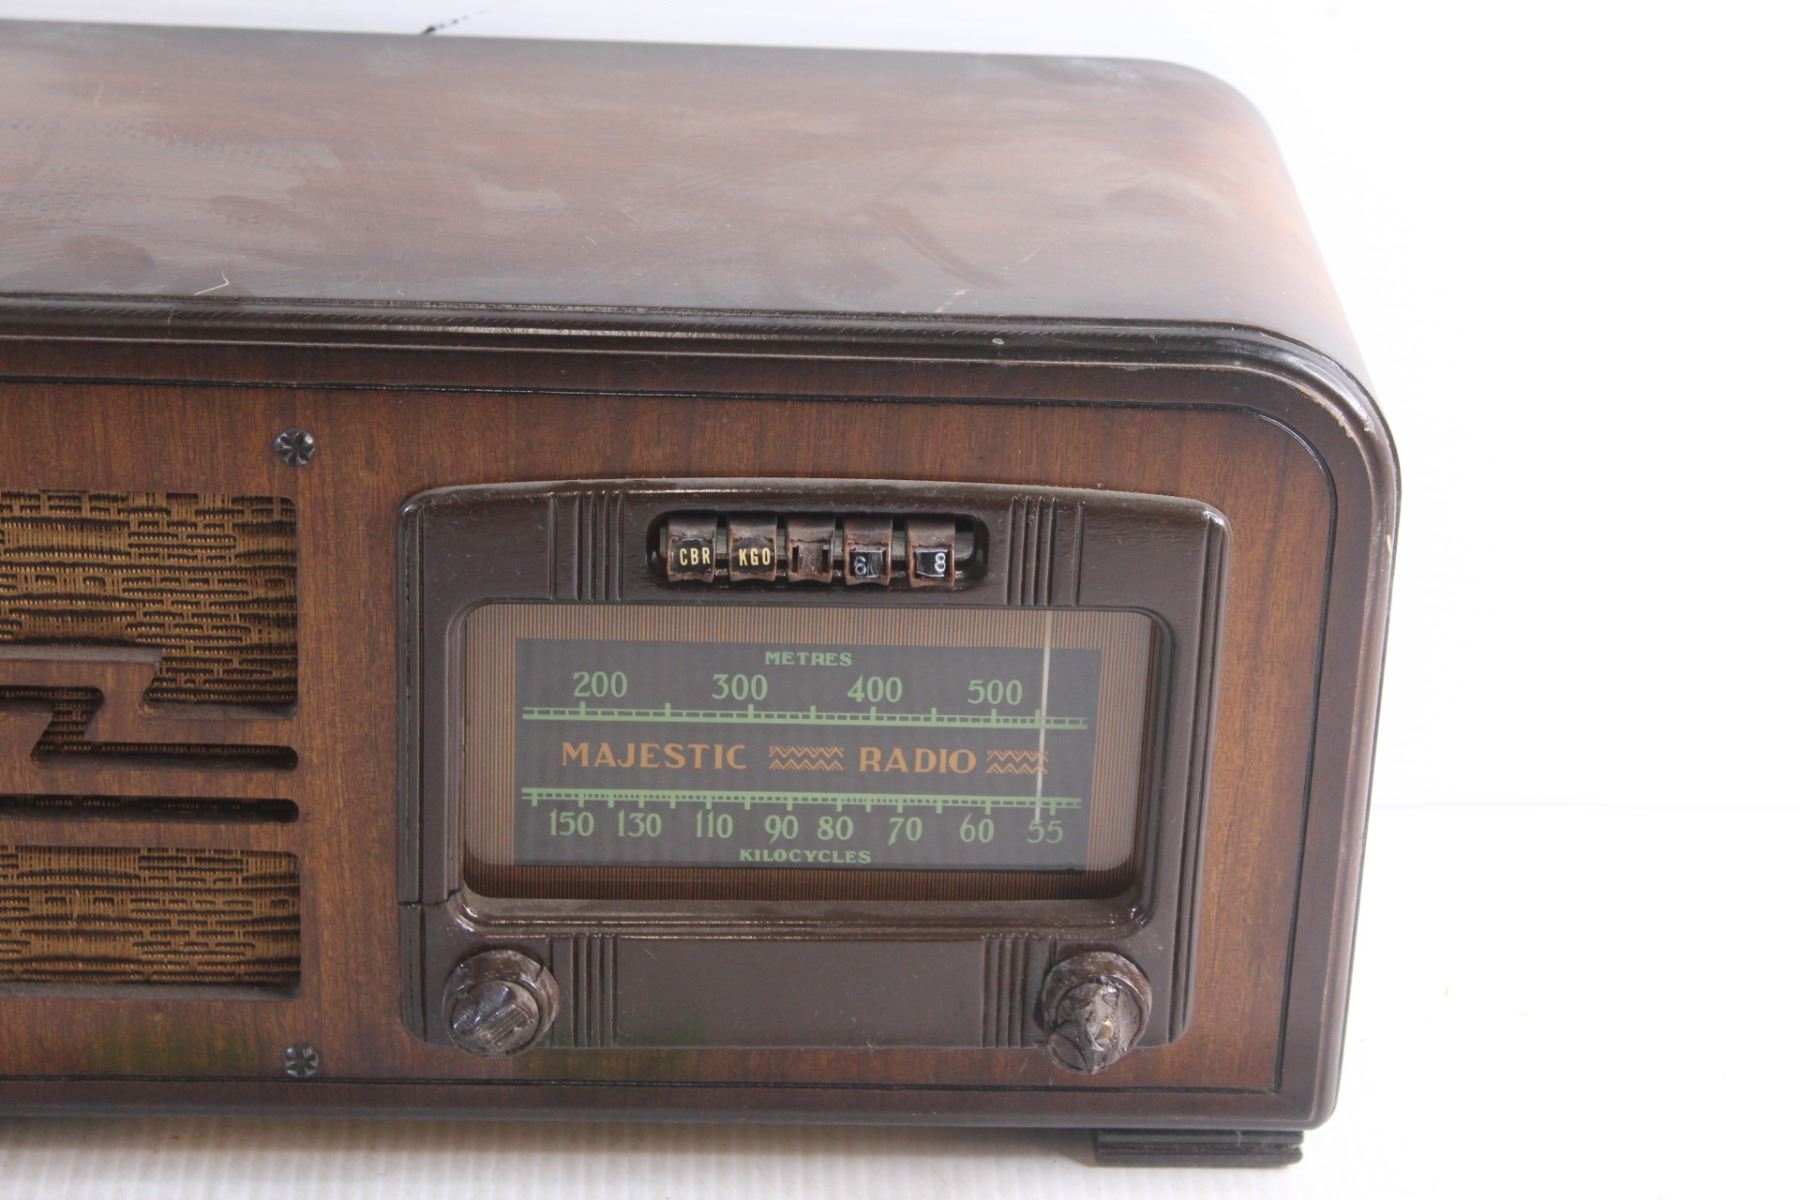 CBR KGO 6 8
METRES
200 300 400 500
MAJESTIC RADIO
150 130 110 90 80 70 60 55
KILOCYCLES